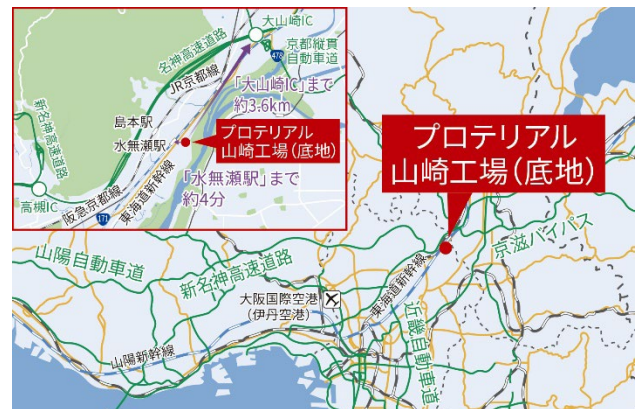 大山崎IC
名神高速道路
京都縦貫
自動車道
478
JR京都線
「大山崎IC」まで
約3.6km
島本駅
水無瀬駅
プロテリアル
山崎工場(底地)
新名神高速道路
高槻IC
阪急京都線
171
東海道新幹線
「水無瀬駅」まで
約4分
プロテリアル
山崎工場(底地)
山陽自動車道
新名神高速道路
京滋バイパス
大阪国際空港
(伊丹空港)
東海道新幹線
近畿自動車道
山陽新幹線